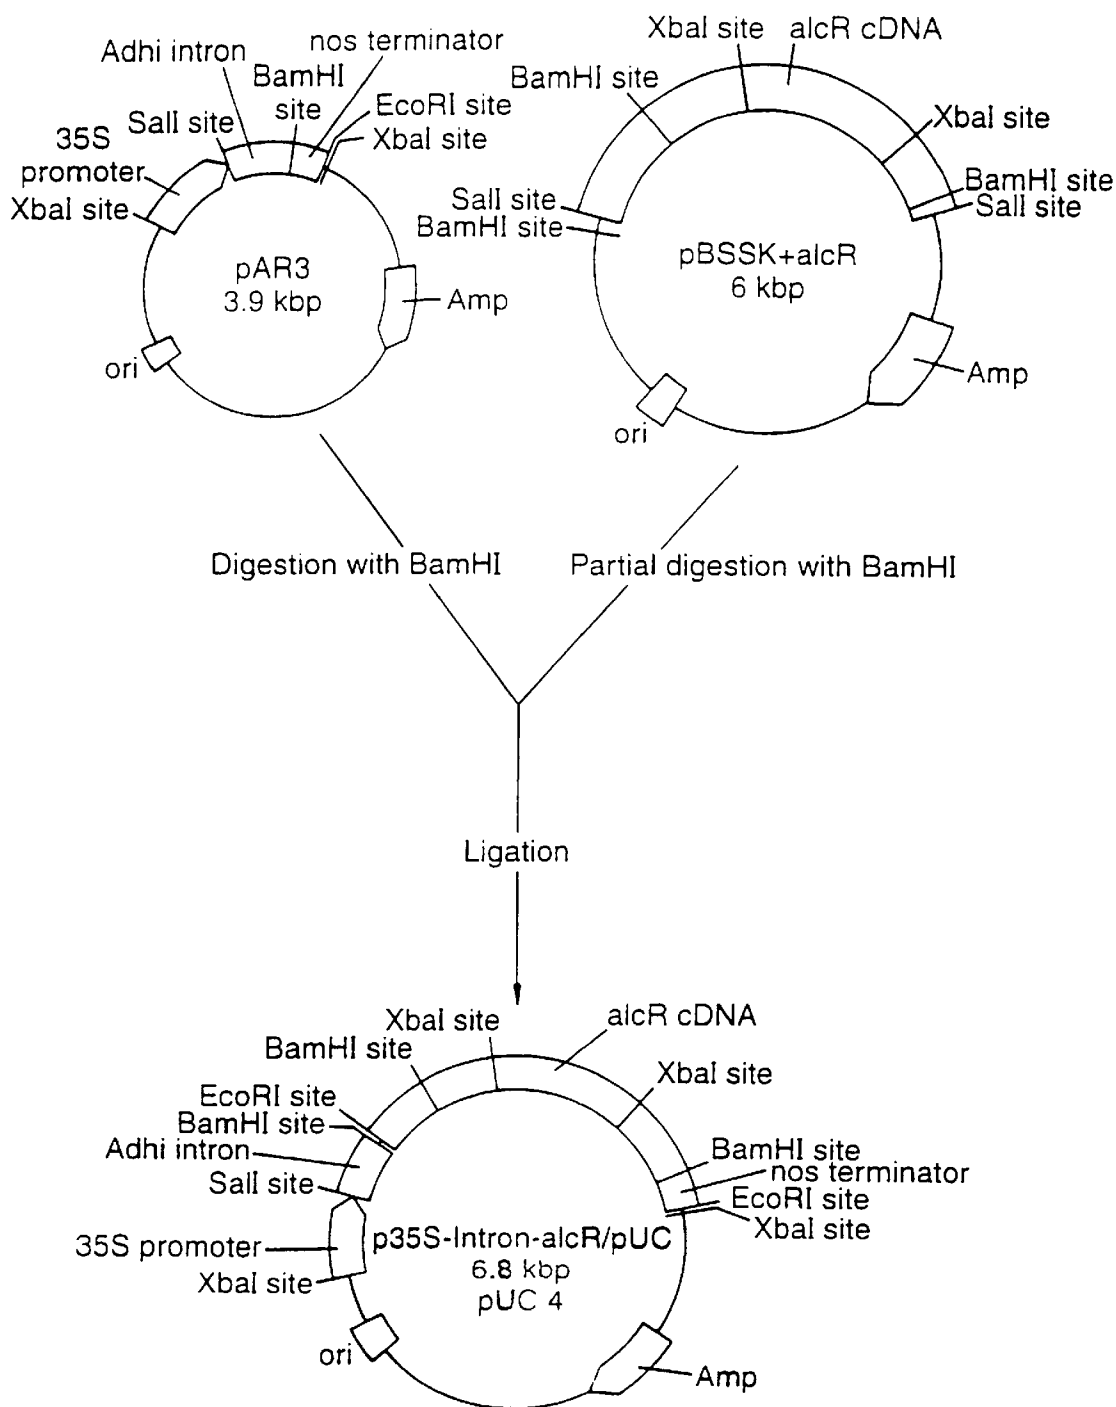 Adhi intron
nos terminator
BamHI
site
EcoRI site
XbaI site
SalI site
35S
promoter
XbaI site
pAR3
3.9 kbp
Amp
ori
XbaI site
alcR cDNA
BamHI site
XbaI site
BamHI site
SalI site
SalI site
BamHI site
pBSSK+alcR
6 kbp
Amp
ori
Digestion with BamHI
Partial digestion with BamHI
Ligation
XbaI site
alcR cDNA
BamHI site
XbaI site
EcoRI site
BamHI site
Adhi intron
SalI site
BamHI site
nos terminator
EcoRI site
XbaI site
35S promoter
XbaI site
p35S-Intron-alcR/pUC
6.8 kbp
pUC 4
ori
Amp